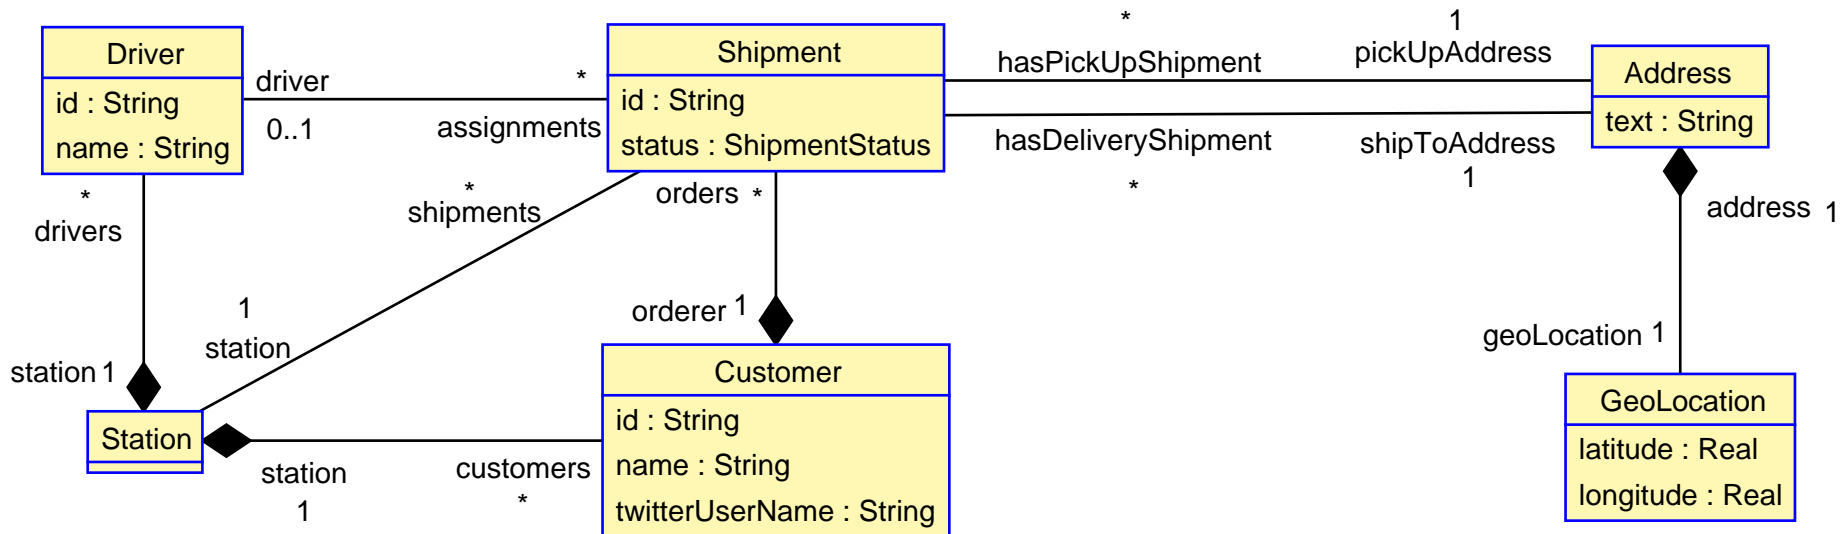 Driver
id : String
name : String
driver
0..1
*
assignments
Shipment
id : String
status : ShipmentStatus
*
hasPickUpShipment
1
pickUpAddress
hasDeliveryShipment
*
shipToAddress
1
Address
text : String
address 1
*
drivers
*
shipments
orders *
1
station
orderer 1
station 1
geoLocation 1
Station
station
1
customers
*
Customer
id : String
name : String
twitterUserName : String
GeoLocation
latitude : Real
longitude : Real